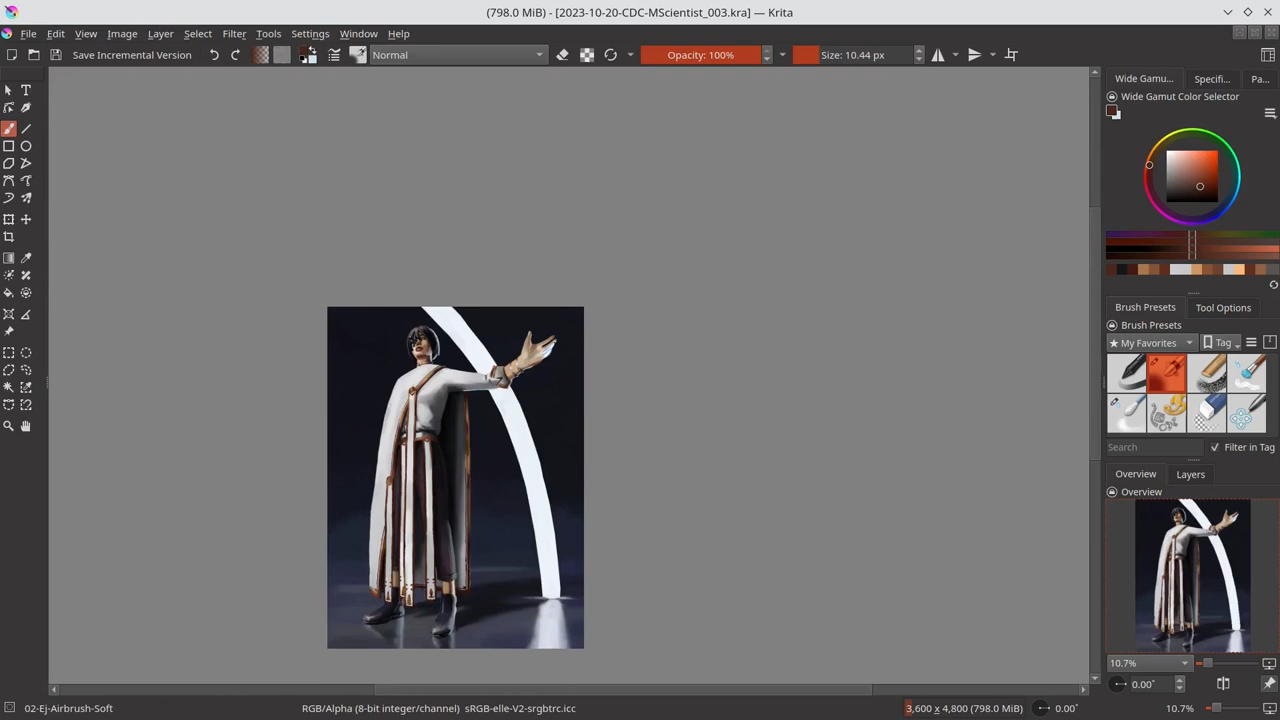 (798.0 MiB) - [2023-10-20-CDC-MScientist_003.kra] — Krita
File Edit View Image Layer Select Filter Tools Settings Window Help
Save Incremental Version
Normal
Opacity: 100%
Size: 10.44 px
Wide Gamu...
Specifi...
Pa...
Wide Gamut Color Selector
Brush Presets
Tool Options
Brush Presets
★ My Favorites
Tag
Search
Filter in Tag
Overview
Layers
Overview
10.7%
0.00°
02-Ej-Airbrush-Soft
RGB/Alpha (8-bit integer/channel) sRGB-elle-V2-srgbtrc.icc
3,600 x 4,800 (798.0 MiB)
0.00°
10.7%